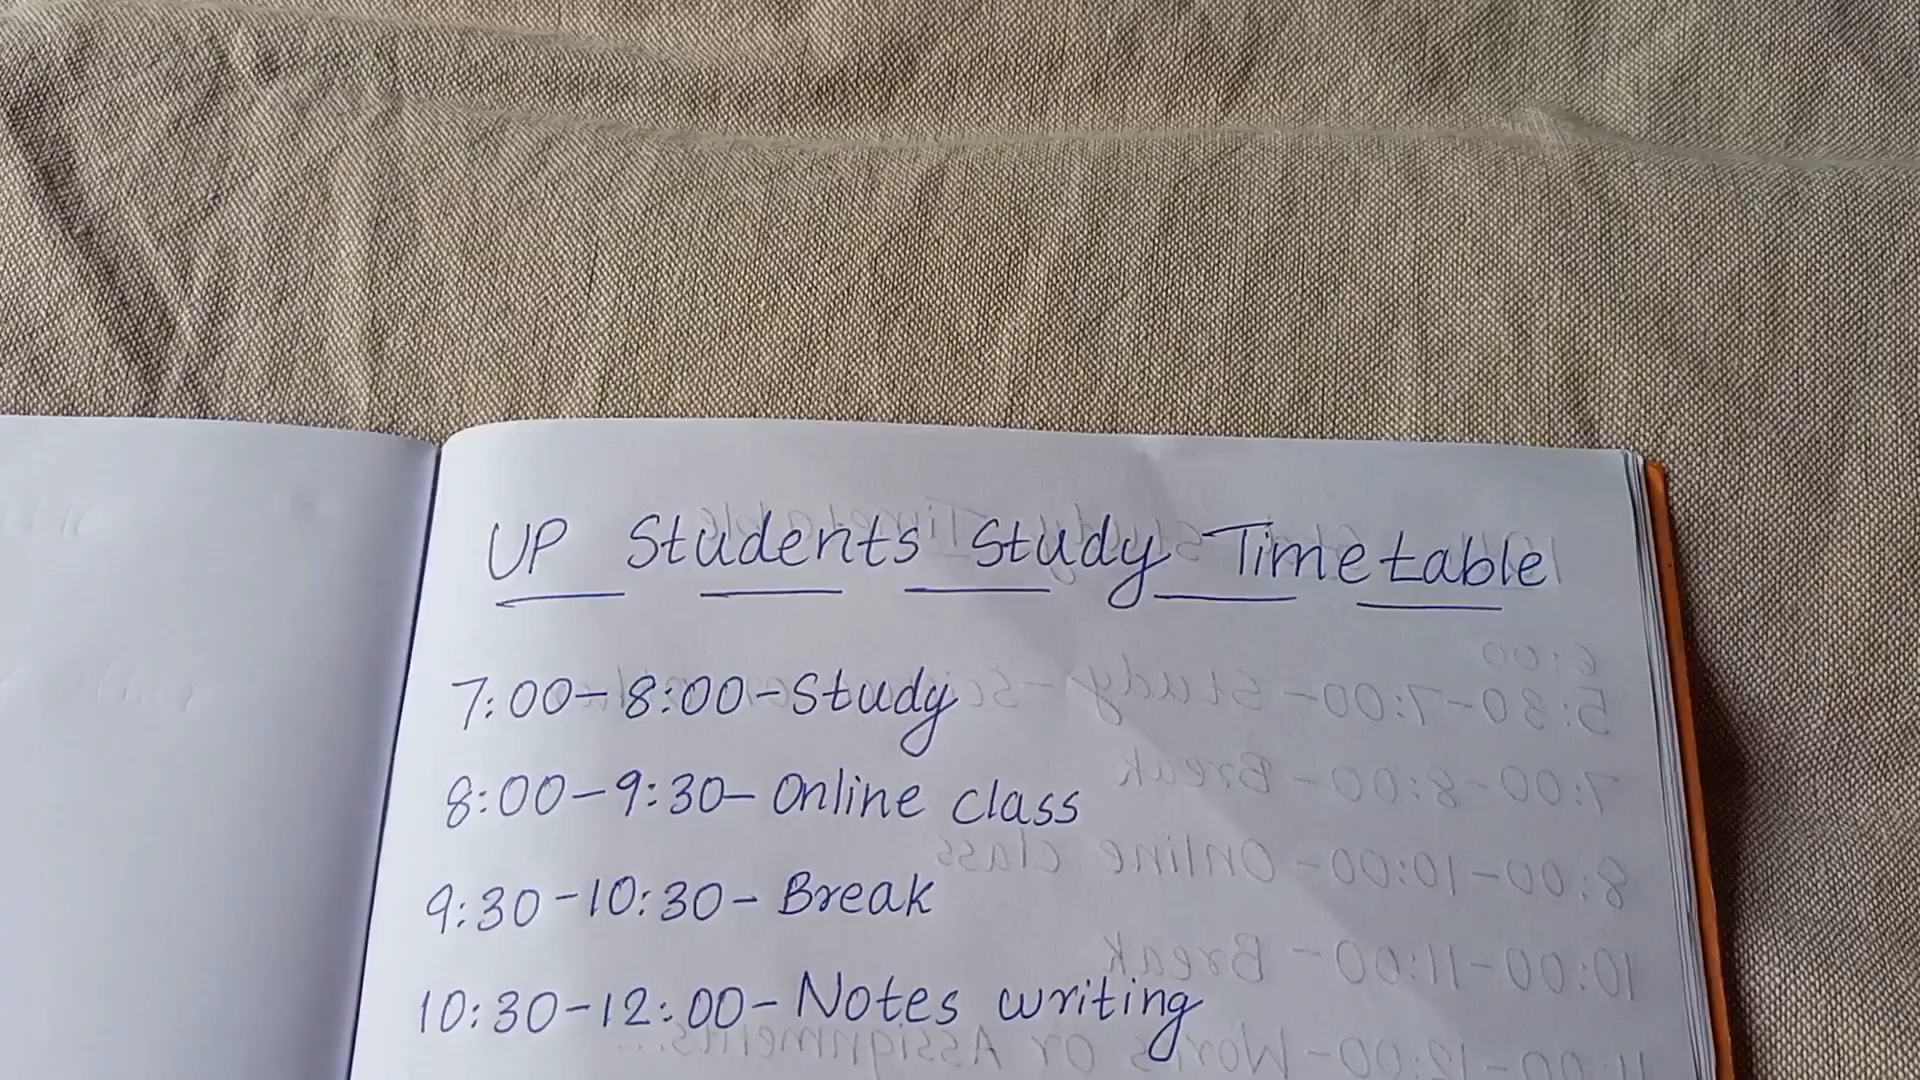 UP Students Study Timetable
7:00-8:00-Study
8:00-9:30-Online class
9:30-10:30-Break
10:30-12:00-Notes writing